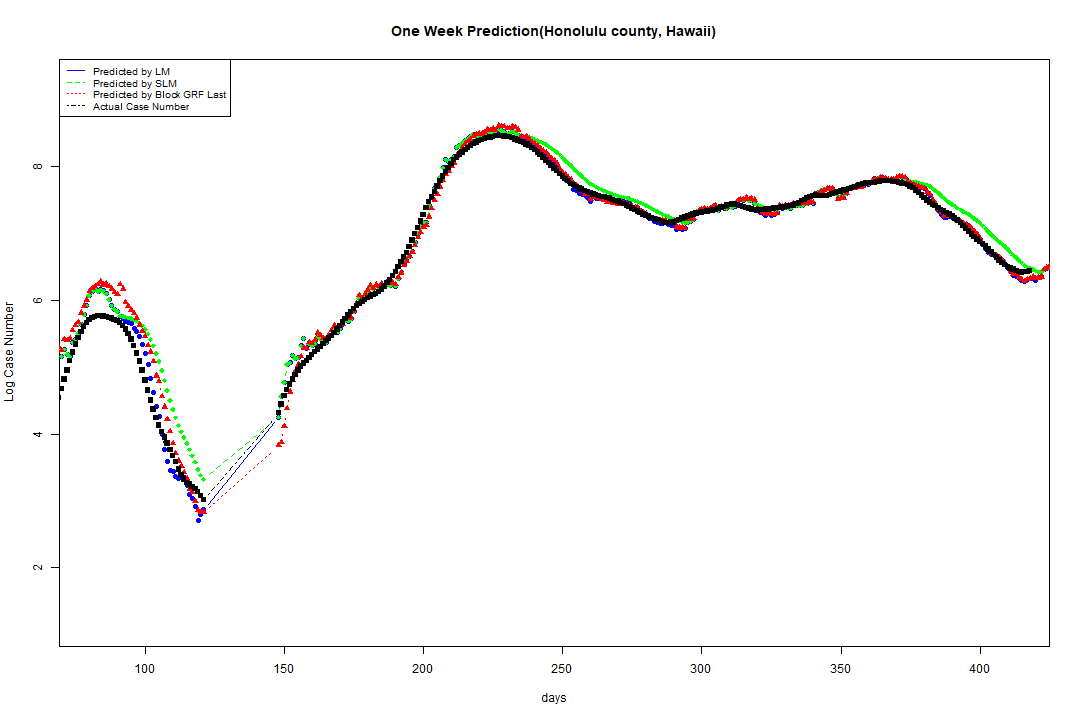 One Week Prediction(Honolulu county, Hawaii)
Predicted by LM
Predicted by SLM
Predicted by Block GRF Last
Actual Case Number
8
6
4
2
Log Case Number
100 150 200 250 300 350 400
days